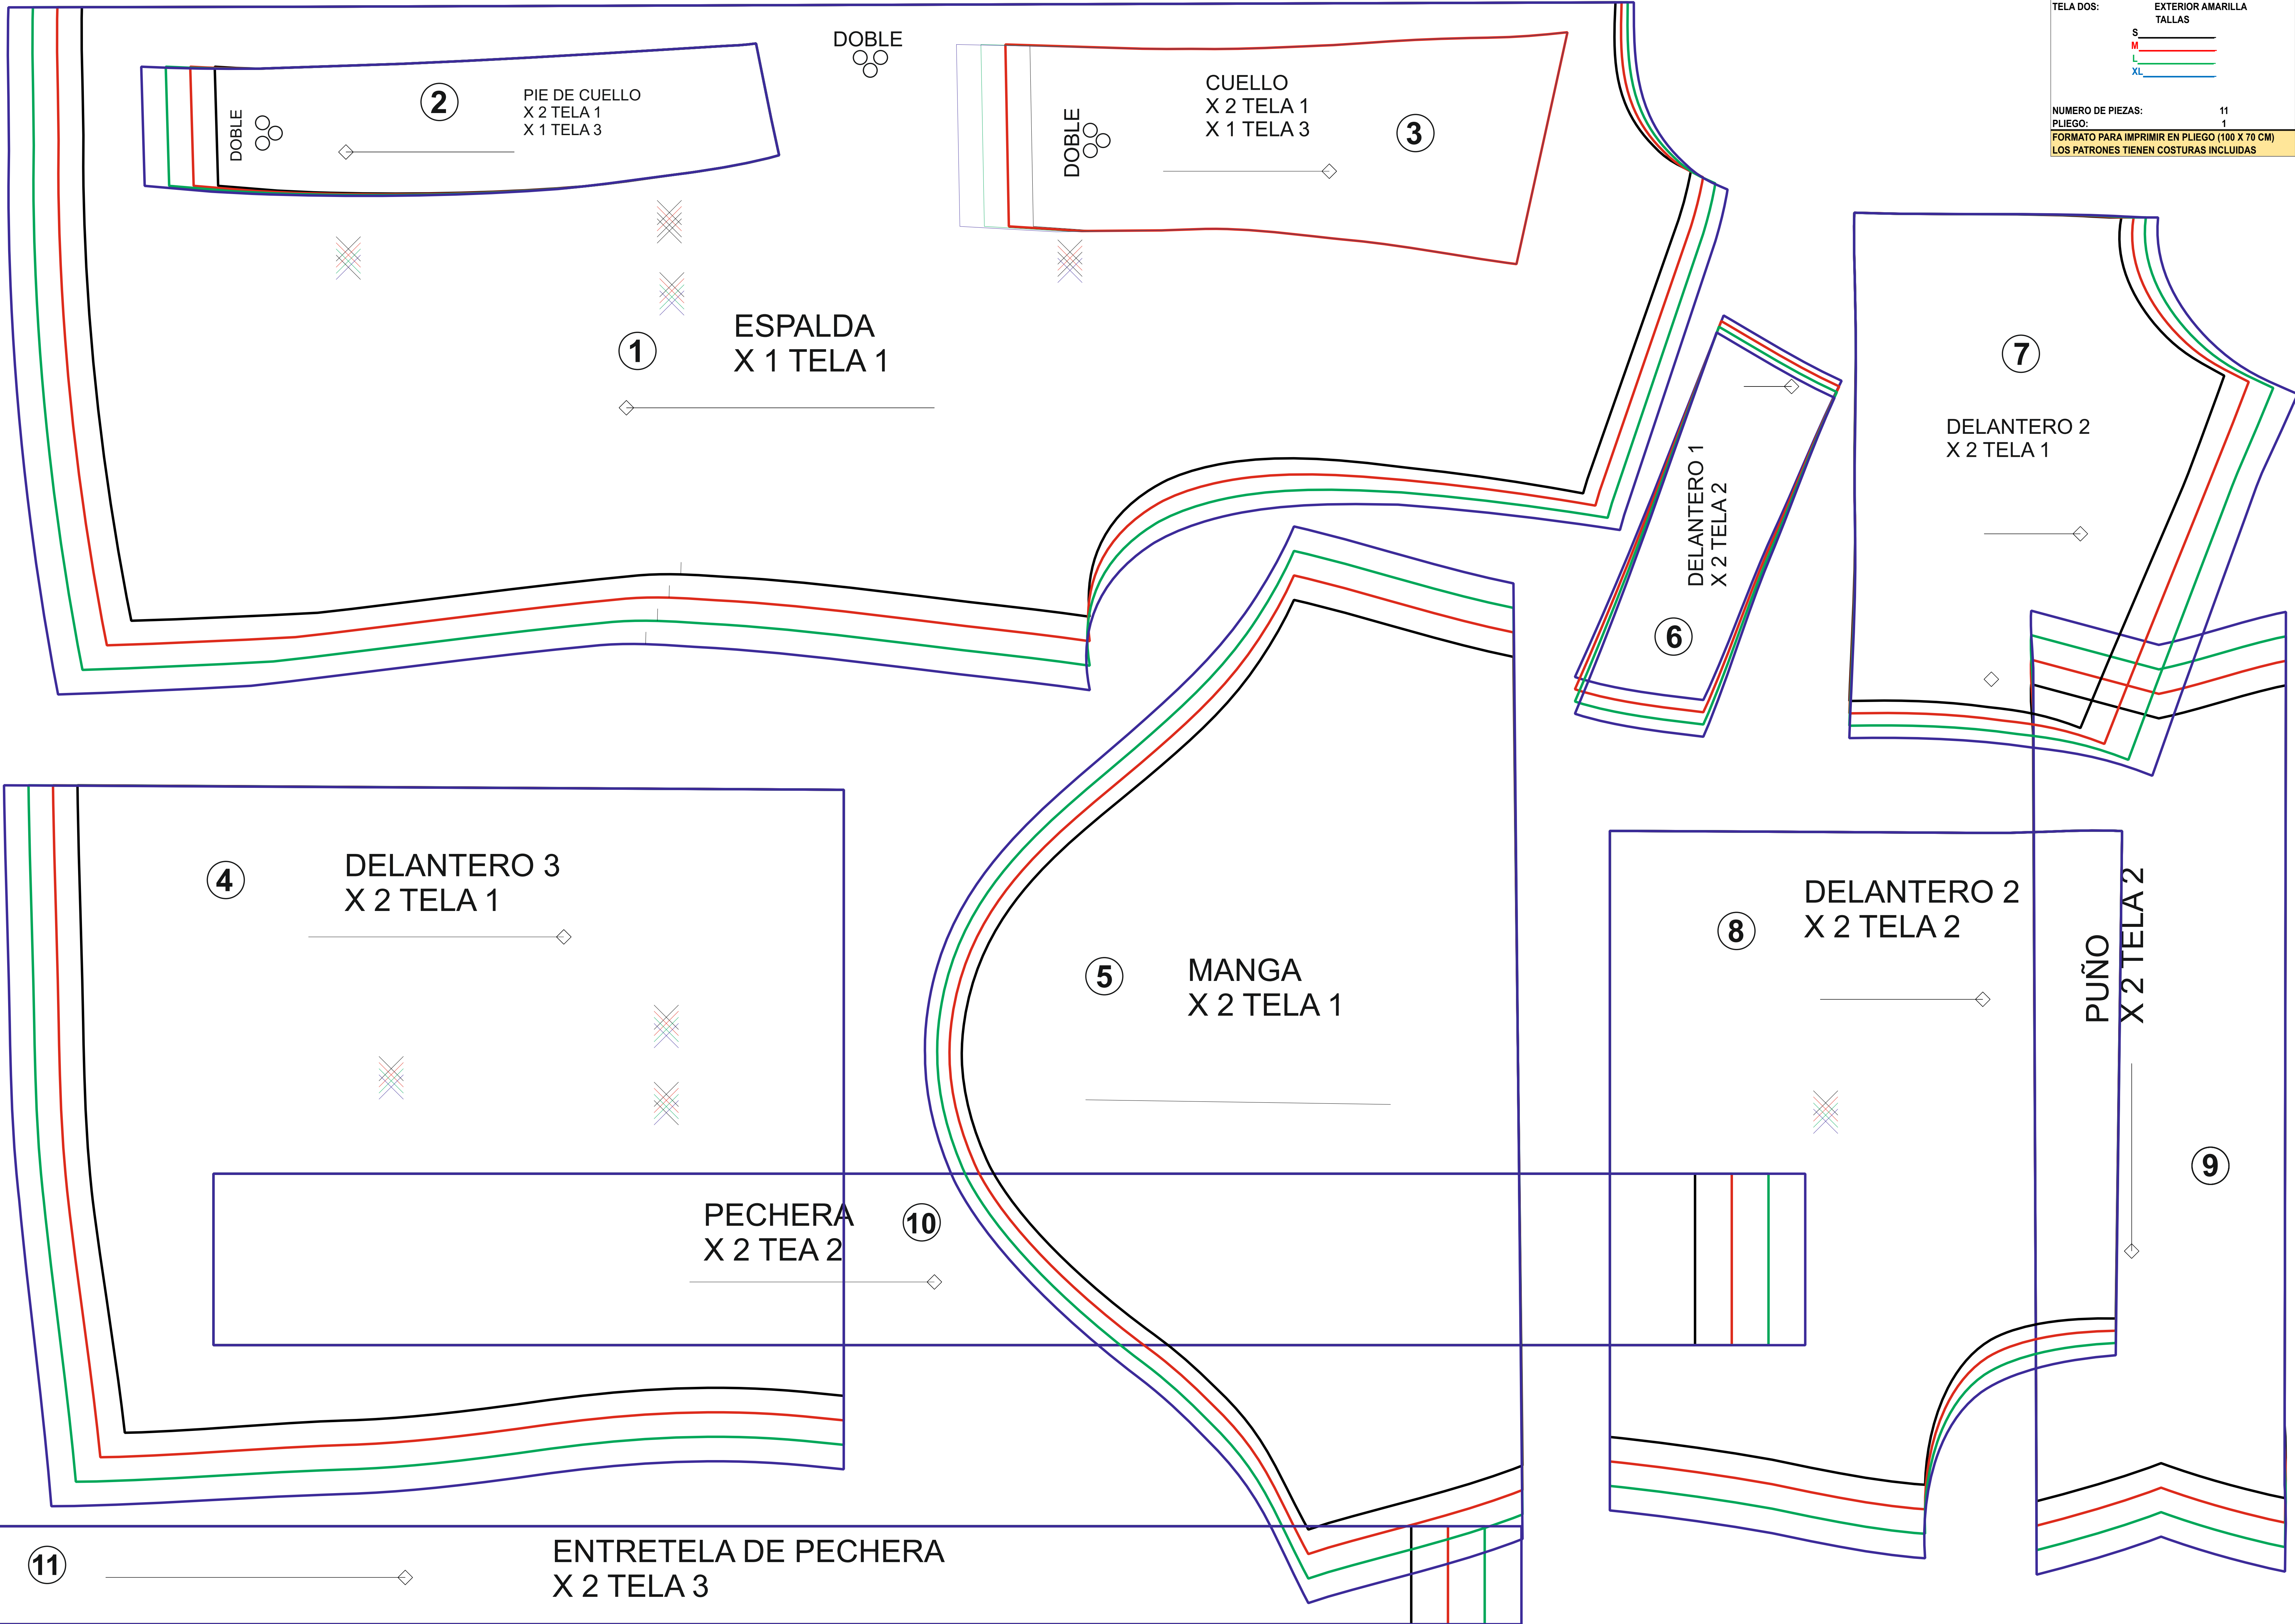 TELA DOS: EXTERIOR AMARILLA
TALLAS
S
M
L
XL
NUMERO DE PIEZAS: 11
PLIEGO: 1
FORMATO PARA IMPRIMIR EN PLIEGO (100 X 70 CM)
LOS PATRONES TIENEN COSTURAS INCLUIDAS
DOBLE
DOBLE
2
PIE DE CUELLO
X 2 TELA 1
X 1 TELA 3
DOBLE
CUELLO
X 2 TELA 1
X 1 TELA 3
3
1
ESPALDA
X 1 TELA 1
DELANTERO 1
X 2 TELA 2
6
7
DELANTERO 2
X 2 TELA 1
4
DELANTERO 3
X 2 TELA 1
5
MANGA
X 2 TELA 1
8
DELANTERO 2
X 2 TELA 2
PUÑO
X 2 TELA 2
9
PECHERA
X 2 TEA 2
10
11
ENTRETELA DE PECHERA
X 2 TELA 3